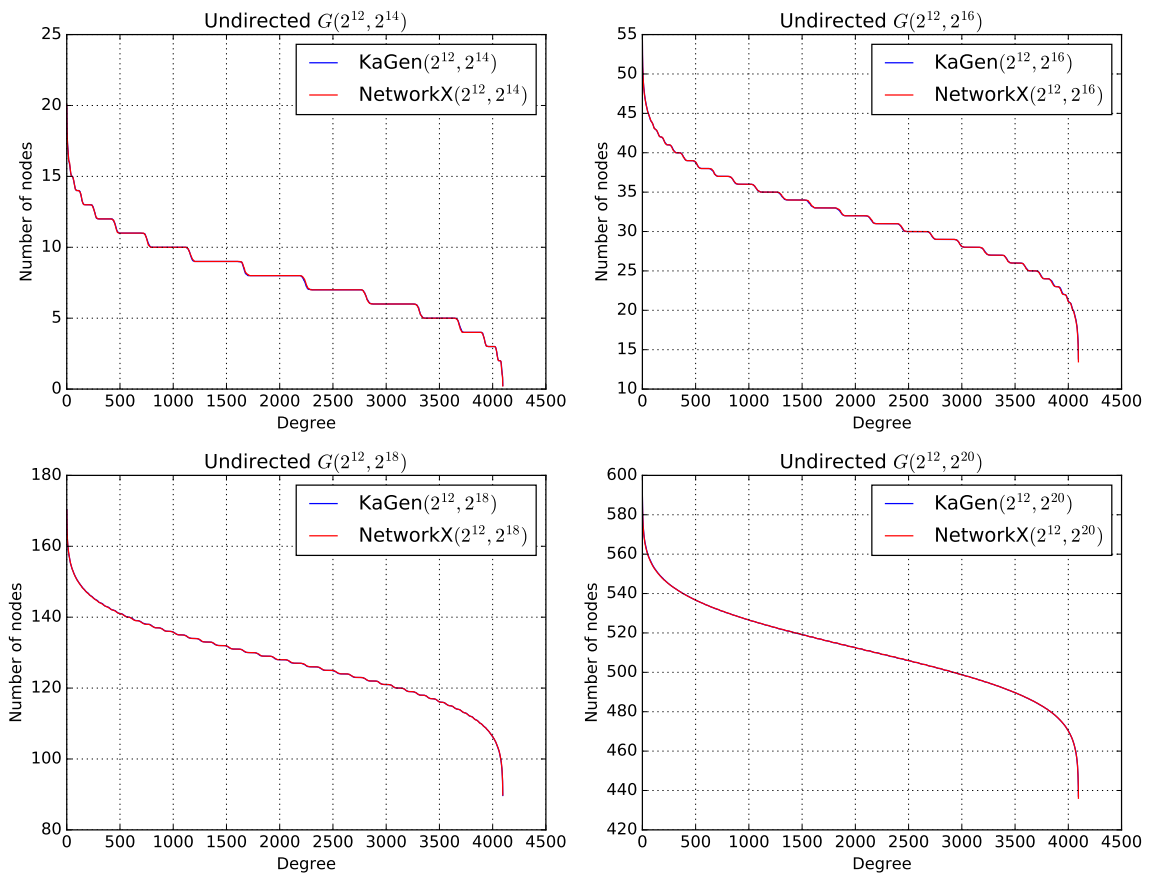 Undirected G(2^12, 2^14)
25
20
15
10
5
0
Number of nodes
KaGen(2^12, 2^14)
NetworkX(2^12, 2^14)
0 500 1000 1500 2000 2500 3000 3500 4000 4500
Degree
Undirected G(2^12, 2^16)
55
50
45
40
35
30
25
20
15
10
Number of nodes
KaGen(2^12, 2^16)
NetworkX(2^12, 2^16)
0 500 1000 1500 2000 2500 3000 3500 4000 4500
Degree
Undirected G(2^12, 2^18)
180
160
140
120
100
80
Number of nodes
KaGen(2^12, 2^18)
NetworkX(2^12, 2^18)
0 500 1000 1500 2000 2500 3000 3500 4000 4500
Degree
Undirected G(2^12, 2^20)
600
580
560
540
520
500
480
460
440
420
Number of nodes
KaGen(2^12, 2^20)
NetworkX(2^12, 2^20)
0 500 1000 1500 2000 2500 3000 3500 4000 4500
Degree